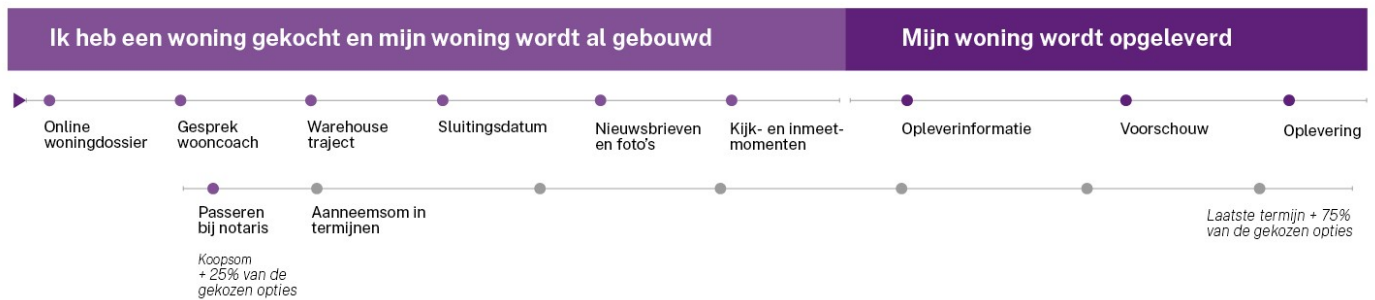 Ik heb een woning gekocht en mijn woning wordt al gebouwd
Mijn woning wordt opgeleverd
Online
woningdossier
Gesprek
wooncoach
Warehouse
traject
Sluitingsdatum
Nieuwsbrieven
en foto's
Kijk- en inmeet-
momenten
Opleverinformatie
Voorschouw
Oplevering
Passeren
bij notaris
Aanneemsom in
termijnen
Laatste termijn + 75%
van de gekozen opties
Koopsom
+ 25% van de
gekozen opties